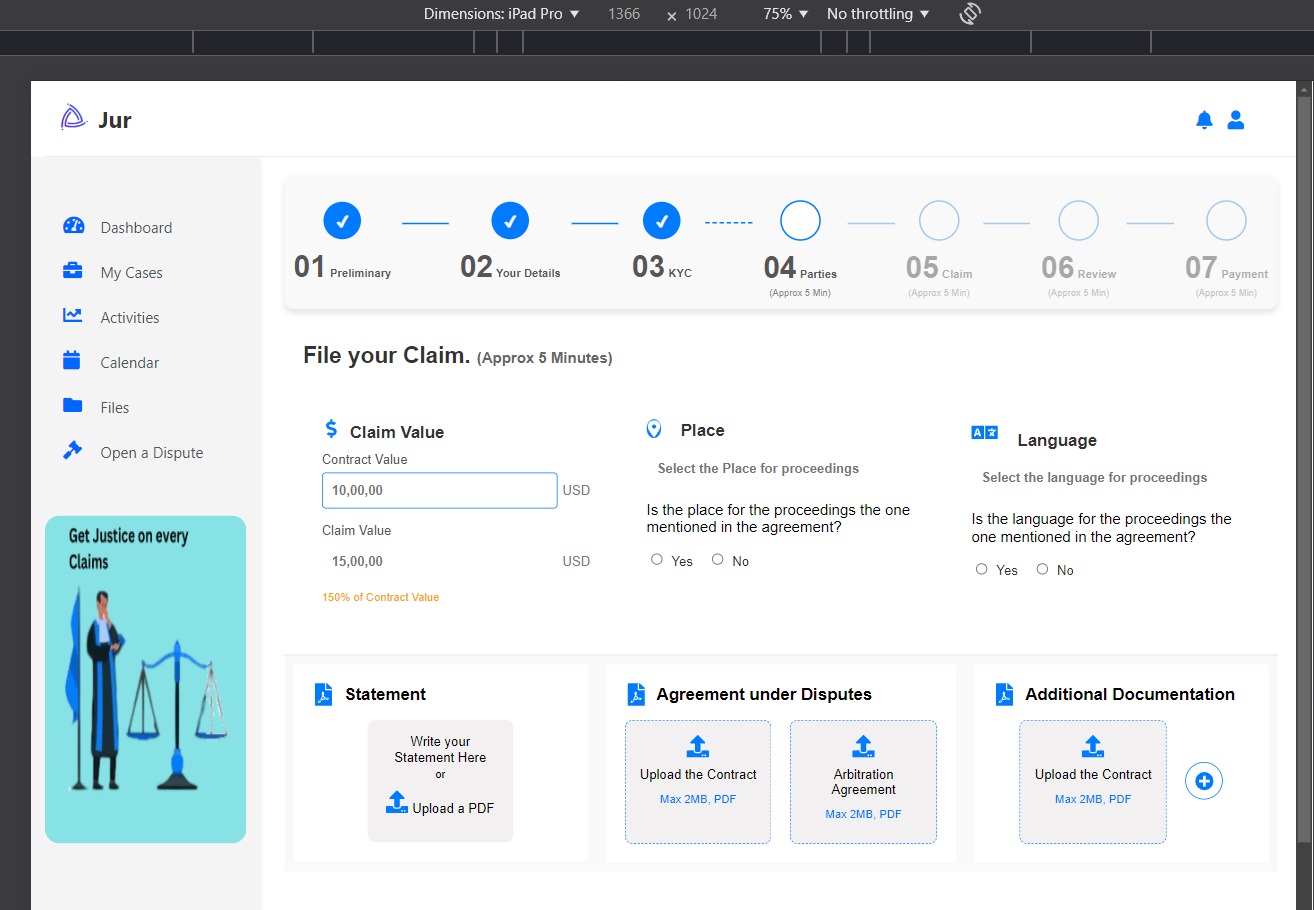 Dimensions: iPad Pro ▼ 1366 × 1024 75% ▼ No throttling ▼
Jur
Dashboard
My Cases
Activities
Calendar
Files
Open a Dispute
Get Justice on every
Claims
01 Preliminary
02 Your Details
03 KYC
04 Parties
(Approx 5 Min)
05 Claim
(Approx 5 Min)
06 Review
(Approx 5 Min)
07 Payment
(Approx 5 Min)
File your Claim. (Approx 5 Minutes)
$ Claim Value
Contract Value
10,00,00 USD
Claim Value
15,00,00 USD
150% of Contract Value
Place
Select the Place for proceedings
Is the place for the proceedings the one
mentioned in the agreement?
Yes No
A Language
Select the language for proceedings
Is the language for the proceedings the
one mentioned in the agreement?
Yes No
Statement
Write your
Statement Here
or
Upload a PDF
Agreement under Disputes
Upload the Contract
Max 2MB, PDF
Arbitration
Agreement
Max 2MB, PDF
Additional Documentation
Upload the Contract
Max 2MB, PDF